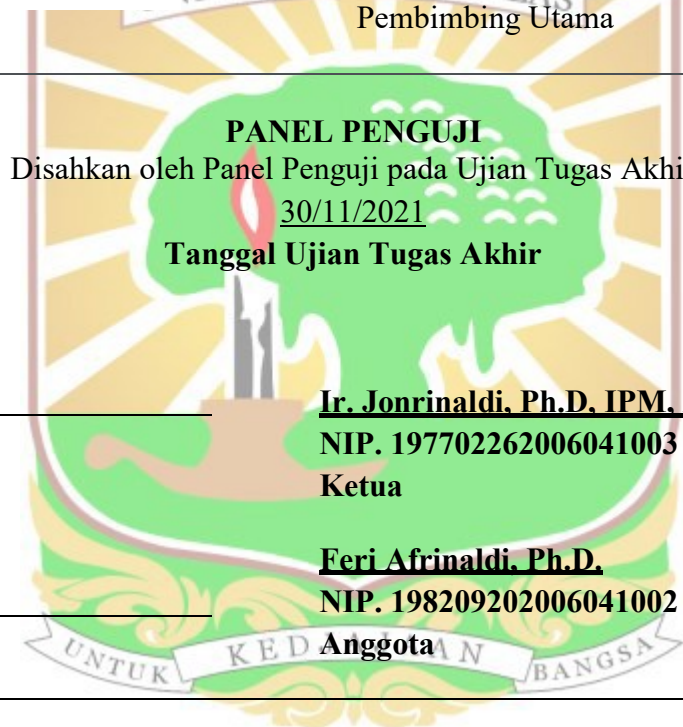 Pembimbing Utama
PANEL PENGUJI
Disahkan oleh Panel Penguji pada Ujian Tugas Akhi
30/11/2021
Tanggal Ujian Tugas Akhir
Ir. Jonrinaldi, Ph.D, IPM,
NIP. 197702262006041003
Ketua
Feri Afrinaldi, Ph.D.
NIP. 198209202006041002
Anggota
UNTUK KEDJAJAAN BANGSA